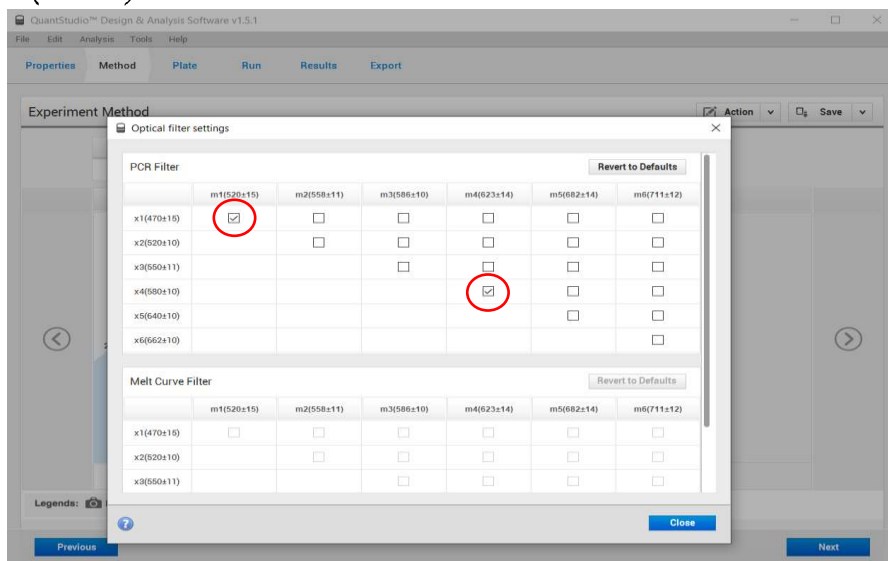 QuantStudio™ Design & Analysis Software v1.5.1
File Edit Analysis Tools Help
Properties Method Plate Run Results Export
Experiment Method
Action Save
Optical filter settings
PCR Filter
Revert to Defaults
m1(520±15) m2(558±11) m3(586±10) m4(623±14) m5(682±14) m6(711±12)
x1(470±15)
x2(520±10)
x3(550±11)
x4(580±10)
x5(640±10)
x6(662±10)
Melt Curve Filter
Revert to Defaults
m1(520±15) m2(558±11) m3(586±10) m4(623±14) m5(682±14) m6(711±12)
x1(470±15)
x2(520±10)
x3(550±11)
Legends:
Close
Previous
Next